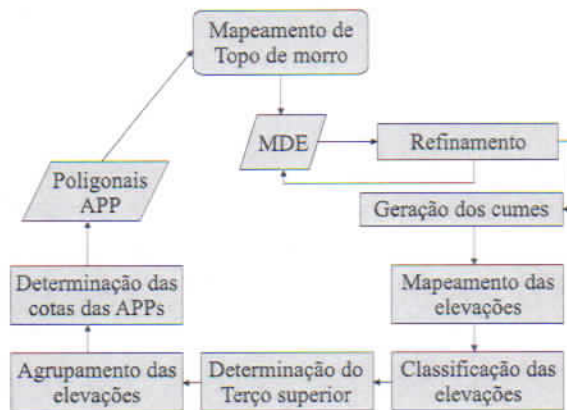 Mapeamento de
Topo de morro
MDE
Refinamento
Geração dos cumes
Mapeamento das
elevações
Classificação das
elevações
Determinação do
Terço superior
Agrupamento das
elevações
Determinação das
cotas das APPs
Poligonais
APP